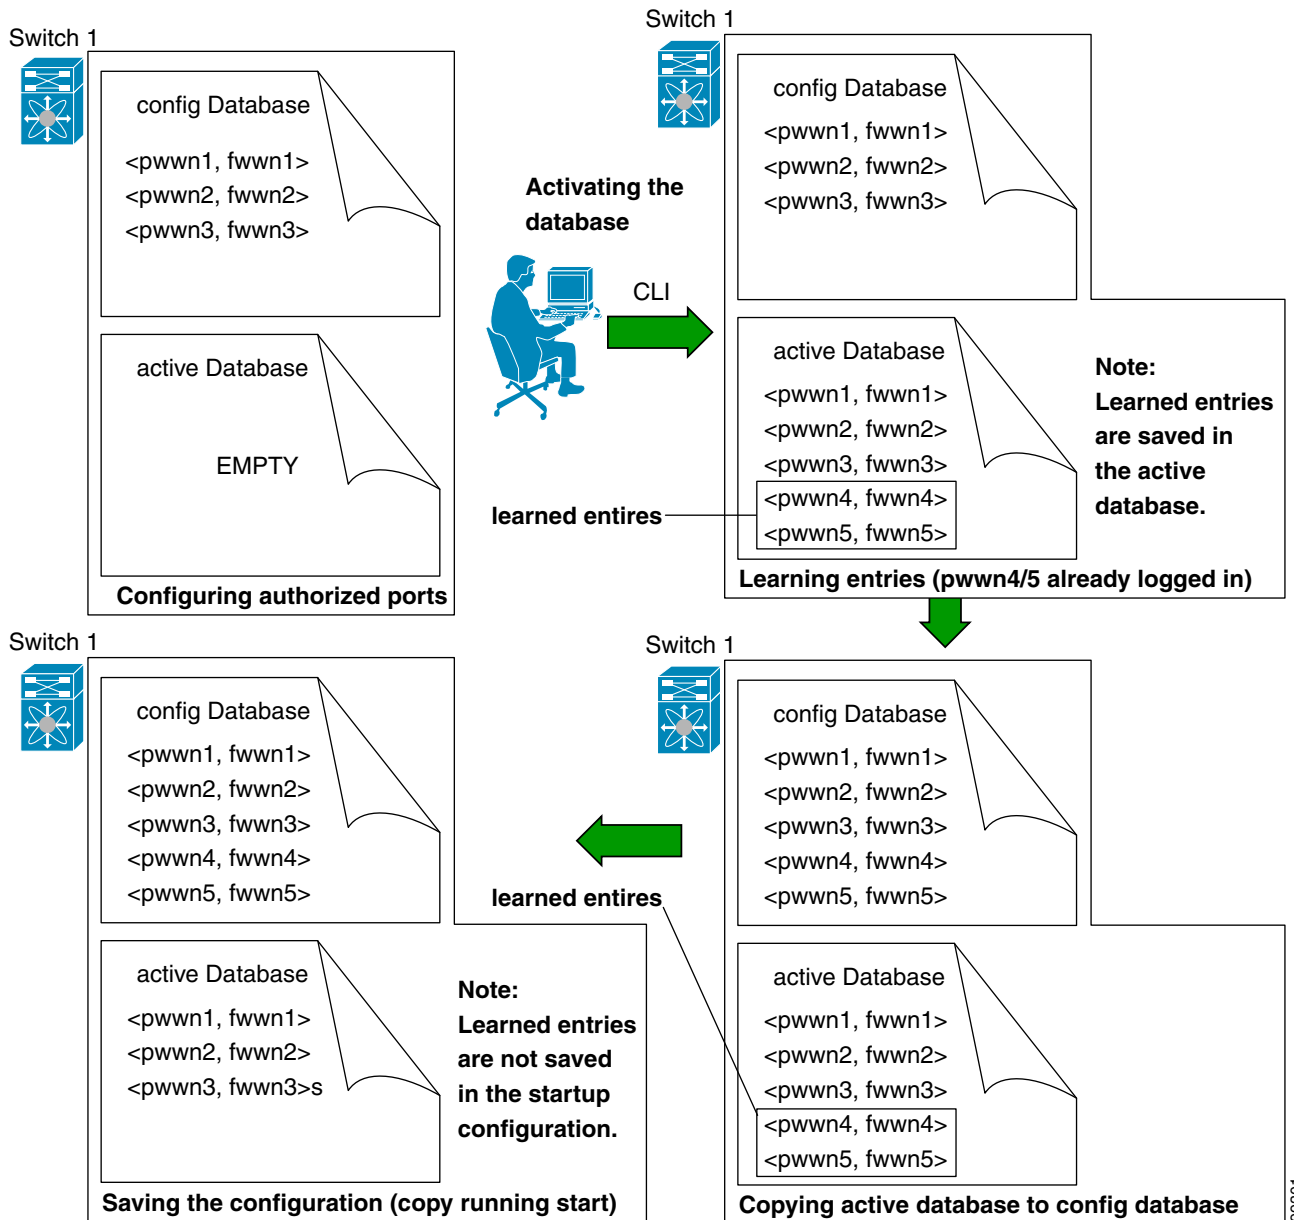 Switch 1
config Database
<pwwn1, fwwn1>
<pwwn2, fwwn2>
<pwwn3, fwwn3>
active Database
EMPTY
Configuring authorized ports
Activating the
database
CLI
Switch 1
config Database
<pwwn1, fwwn1>
<pwwn2, fwwn2>
<pwwn3, fwwn3>
active Database
<pwwn1, fwwn1>
<pwwn2, fwwn2>
<pwwn3, fwwn3>
<pwwn4, fwwn4>
<pwwn5, fwwn5>
learned entires
Note:
Learned entries
are saved in
the active
database.
Learning entries (pwwn4/5 already logged in)
Switch 1
config Database
<pwwn1, fwwn1>
<pwwn2, fwwn2>
<pwwn3, fwwn3>
<pwwn4, fwwn4>
<pwwn5, fwwn5>
active Database
<pwwn1, fwwn1>
<pwwn2, fwwn2>
<pwwn3, fwwn3>s
Note:
Learned entries
are not saved
in the startup
configuration.
Saving the configuration (copy running start)
Switch 1
config Database
<pwwn1, fwwn1>
<pwwn2, fwwn2>
<pwwn3, fwwn3>
<pwwn4, fwwn4>
<pwwn5, fwwn5>
learned entires
active Database
<pwwn1, fwwn1>
<pwwn2, fwwn2>
<pwwn3, fwwn3>
<pwwn4, fwwn4>
<pwwn5, fwwn5>
Copying active database to config database